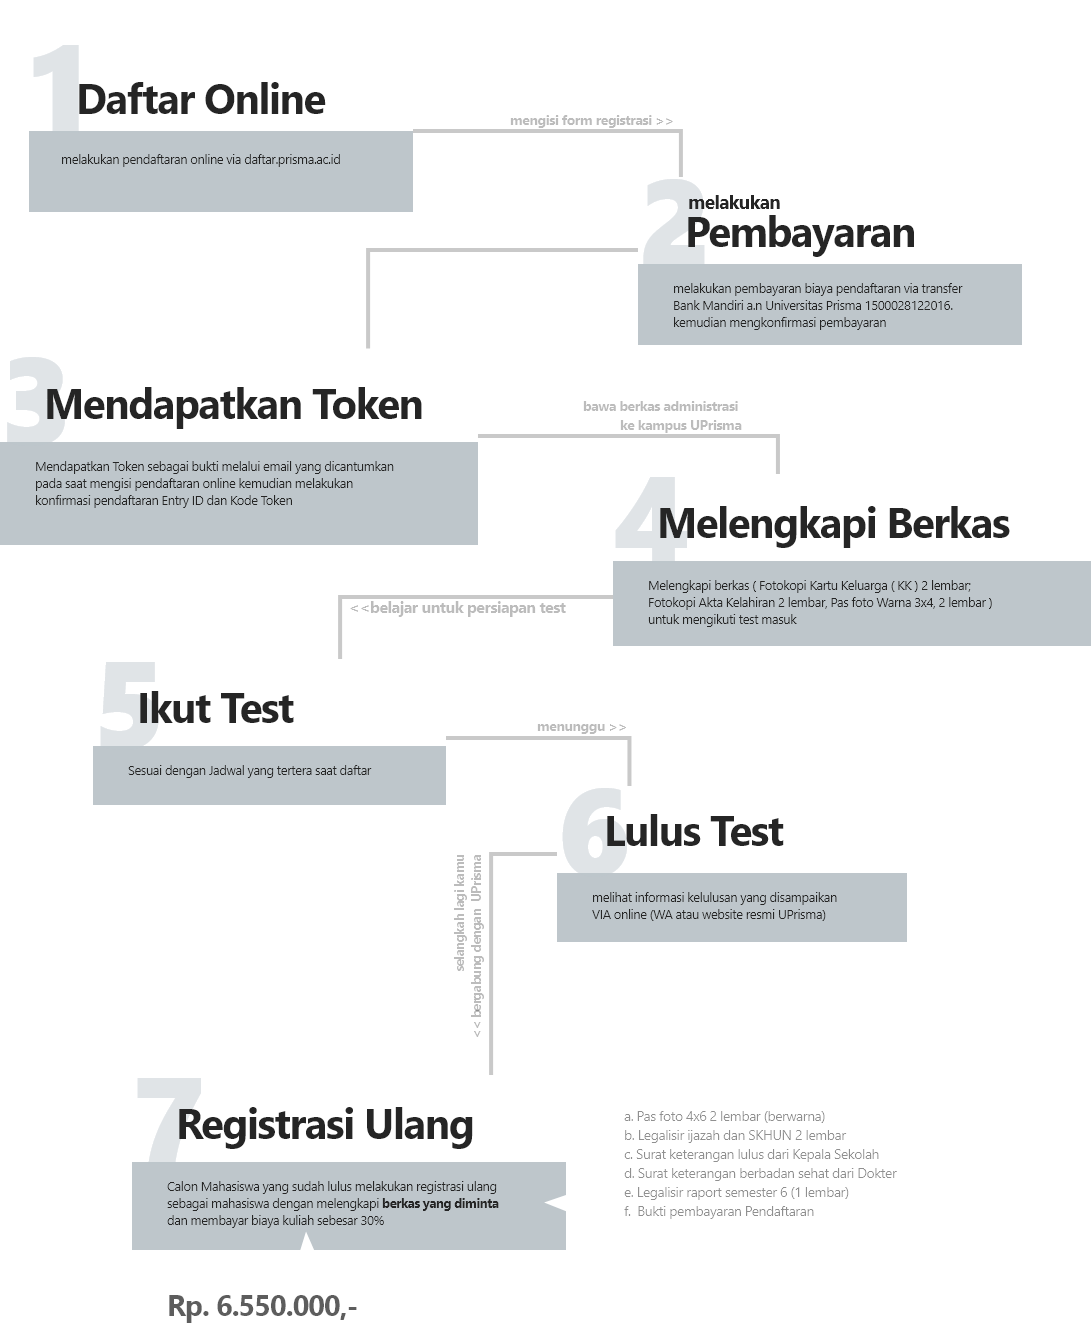 1
Daftar Online
melakukan pendaftaran online via daftar.prisma.ac.id
mengisi form registrasi >>
2
melakukan
Pembayaran
melakukan pembayaran biaya pendaftaran via transfer
Bank Mandiri a.n Universitas Prisma 1500028122016.
kemudian mengkonfirmasi pembayaran
3
Mendapatkan Token
Mendapatkan Token sebagai bukti melalui email yang dicantumkan
pada saat mengisi pendaftaran online kemudian melakukan
konfirmasi pendaftaran Entry ID dan Kode Token
bawa berkas administrasi
ke kampus UPrisma
4
Melengkapi Berkas
Melengkapi berkas ( Fotokopi Kartu Keluarga ( KK ) 2 lembar;
Fotokopi Akta Kelahiran 2 lembar, Pas foto Warna 3x4, 2 lembar )
untuk mengikuti test masuk
<<belajar untuk persiapan test
5
Ikut Test
Sesuai dengan Jadwal yang tertera saat daftar
menunggu >>
6
Lulus Test
melihat informasi kelulusan yang disampaikan
VIA online (WA atau website resmi UPrisma)
selangkah lagi kamu
<< bergabung dengan UPrisma
7
Registrasi Ulang
Calon Mahasiswa yang sudah lulus melakukan registrasi ulang
sebagai mahasiswa dengan melengkapi berkas yang diminta
dan membayar biaya kuliah sebesar 30%
a. Pas foto 4x6 2 lembar (berwarna)
b. Legalisir ijazah dan SKHUN 2 lembar
c. Surat keterangan lulus dari Kepala Sekolah
d. Surat keterangan berbadan sehat dari Dokter
e. Legalisir raport semester 6 (1 lembar)
f. Bukti pembayaran Pendaftaran
Rp. 6.550.000,-